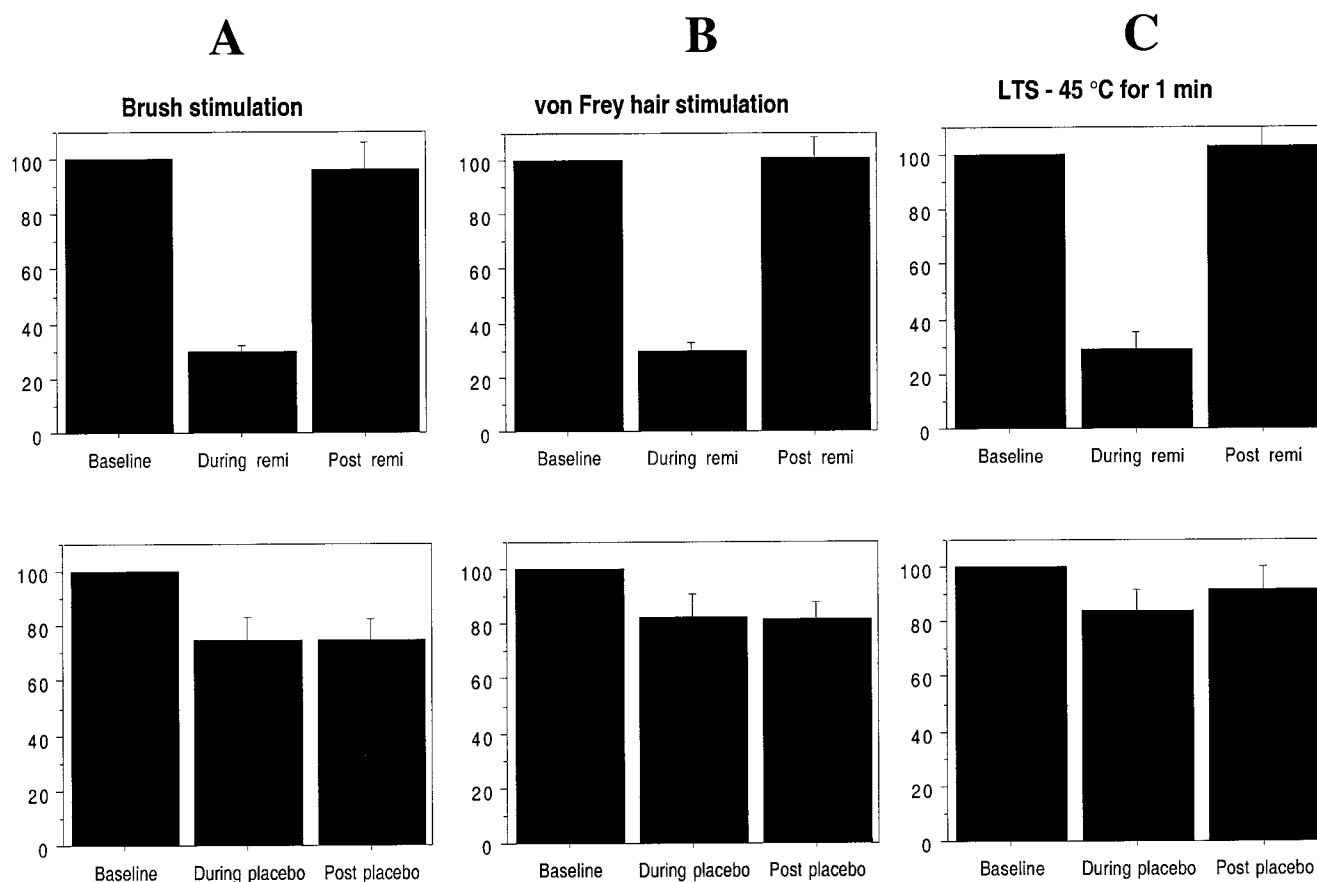 A
B
C
Brush stimulation
von Frey hair stimulation
LTS - 45 °C for 1 min
100
80
60
40
20
0
Baseline
During remi
Post remi
100
80
60
40
20
0
Baseline
During remi
Post remi
100
80
60
40
20
0
Baseline
During remi
Post remi
100
80
60
40
20
0
Baseline
During placebo
Post placebo
100
80
60
40
20
0
Baseline
During placebo
Post placebo
100
80
60
40
20
0
Baseline
During placebo
Post placebo